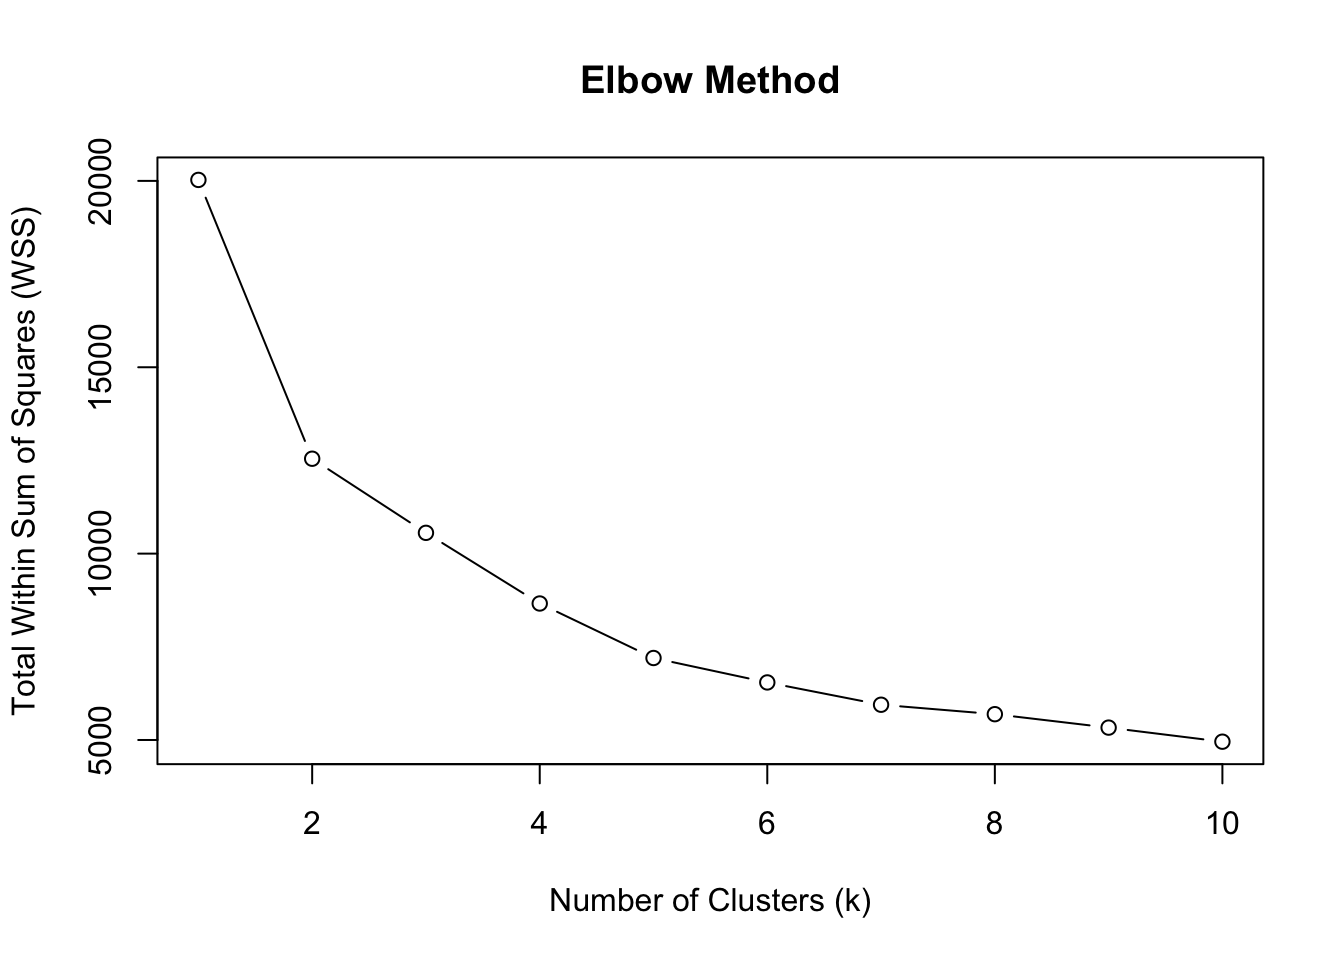 Elbow Method
Total Within Sum of Squares (WSS)
20000
15000
10000
5000
2 4 6 8 10
Number of Clusters (k)